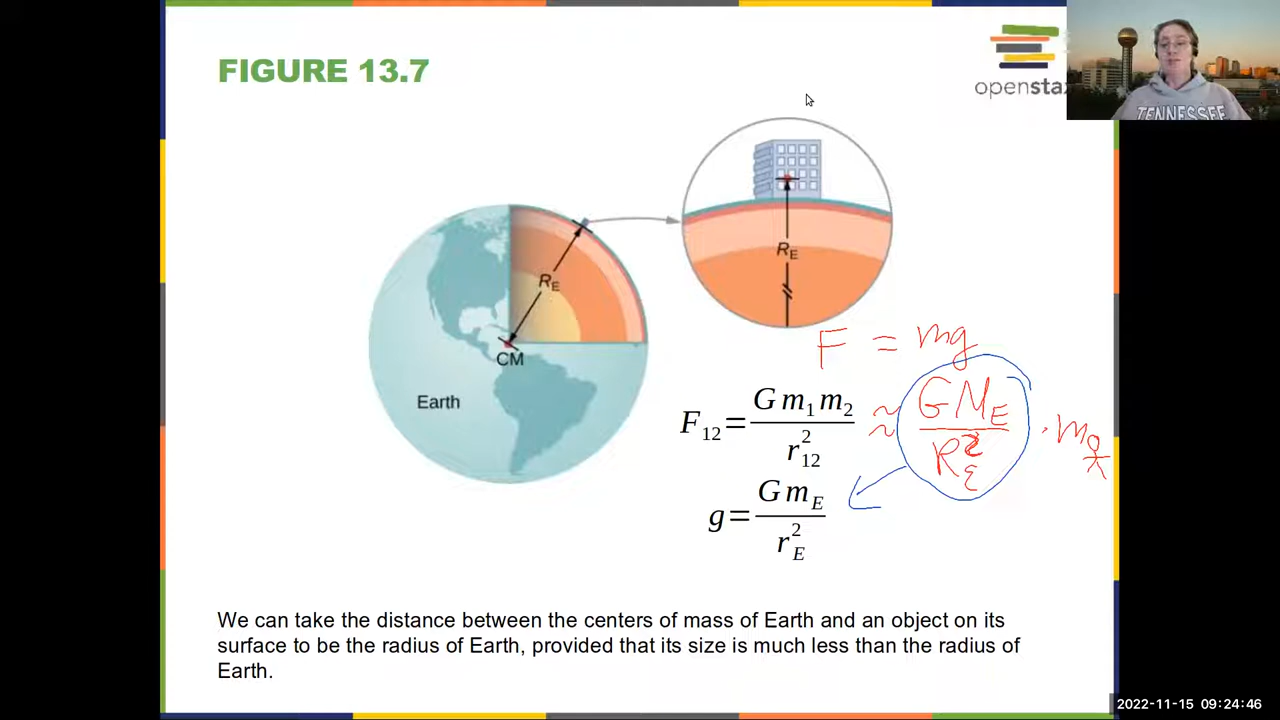 FIGURE 13.7
openstax
TENNESSEE
R_E
R_E
CM
Earth
F = mg
F_12 = G m_1 m_2 / r_12^2 ≈ G M_E / R_E^2 · m
g = G m_E / r_E^2
We can take the distance between the centers of mass of Earth and an object on its
surface to be the radius of Earth, provided that its size is much less than the radius of
Earth.
2022-11-15 09:24:46